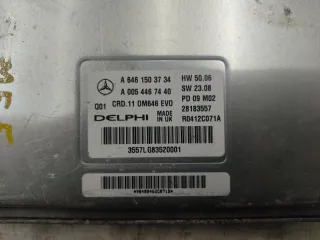 A 646 150 37 34 HW 50.06
A 005 446 74 40 SW 23.08
Q01 CRD.11 OM646 EVO PD 09 M02
28183557
DELPHI MADE IN UK R0412C071A
3557LG83520001